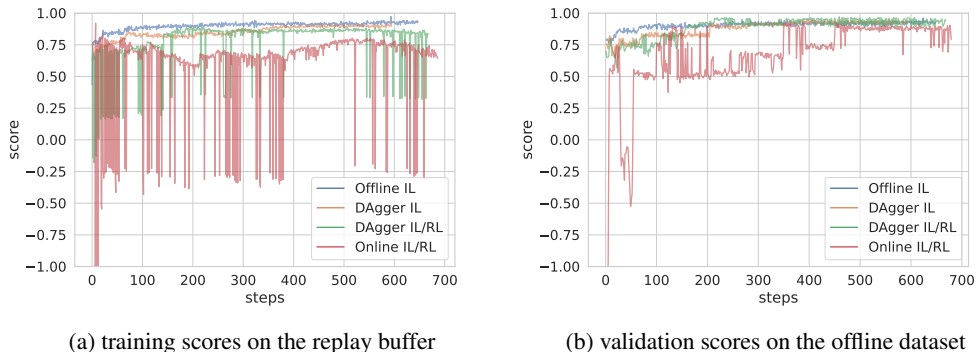 1.00
0.75
0.50
0.25
0.00
−0.25
−0.50
−0.75
−1.00
score
0 100 200 300 400 500 600 700
steps
Offline IL
DAgger IL
DAgger IL/RL
Online IL/RL
(a) training scores on the replay buffer
1.00
0.75
0.50
0.25
0.00
−0.25
−0.50
−0.75
−1.00
score
0 100 200 300 400 500 600 700
steps
Offline IL
DAgger IL
DAgger IL/RL
Online IL/RL
(b) validation scores on the offline dataset